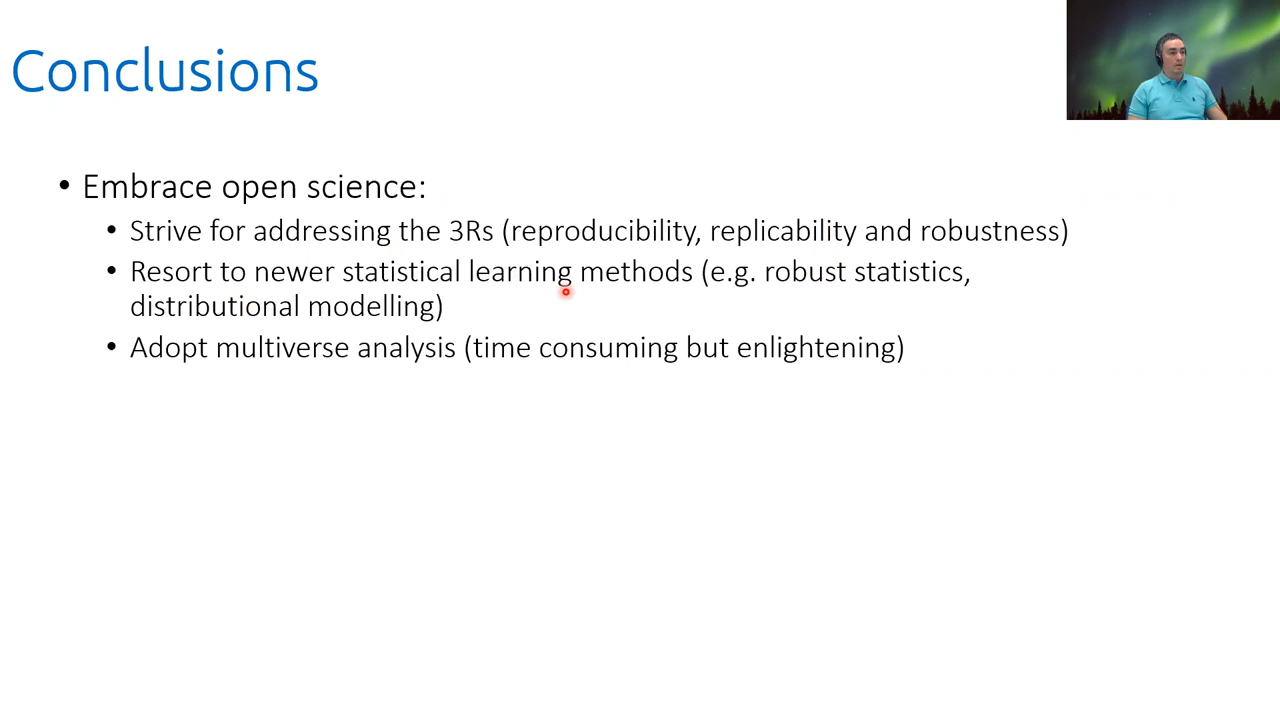 Conclusions
• Embrace open science:
• Strive for addressing the 3Rs (reproducibility, replicability and robustness)
• Resort to newer statistical learning methods (e.g. robust statistics,
distributional modelling)
• Adopt multiverse analysis (time consuming but enlightening)